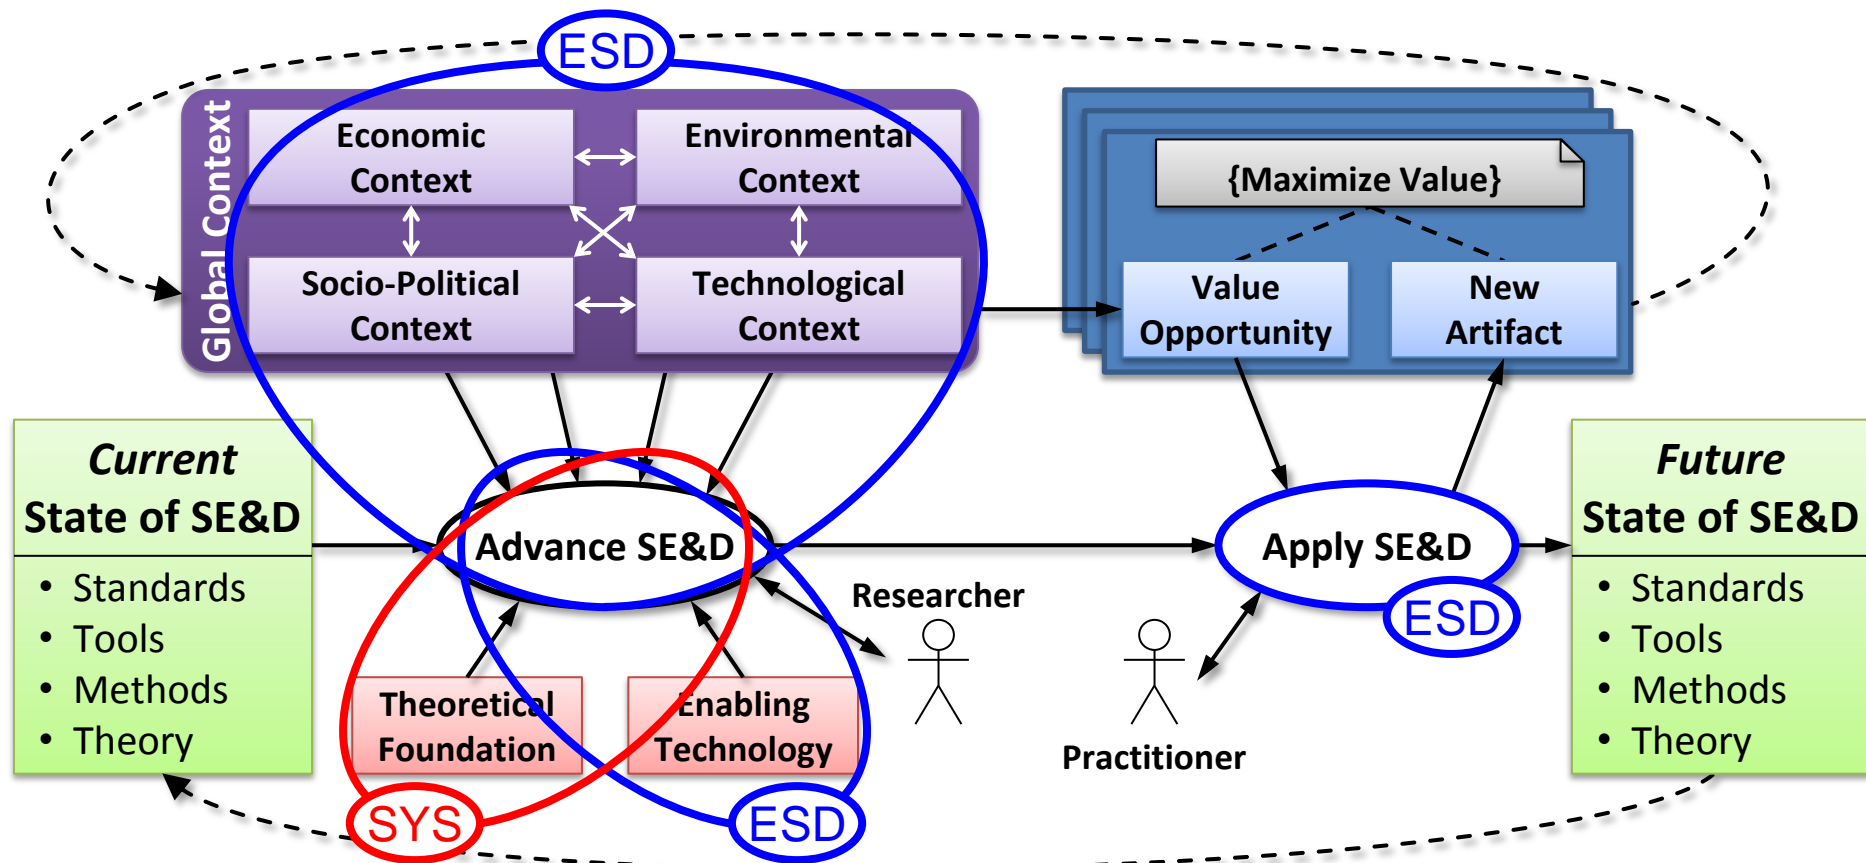 ESD
Global Context
Economic
Context
Environmental
Context
Socio-Political
Context
Technological
Context
{Maximize Value}
Value
Opportunity
New
Artifact
Current
State of SE&D
• Standards
• Tools
• Methods
• Theory
Advance SE&D
Apply SE&D
ESD
Researcher
Practitioner
Theoretical
Foundation
Enabling
Technology
SYS
ESD
Future
State of SE&D
• Standards
• Tools
• Methods
• Theory